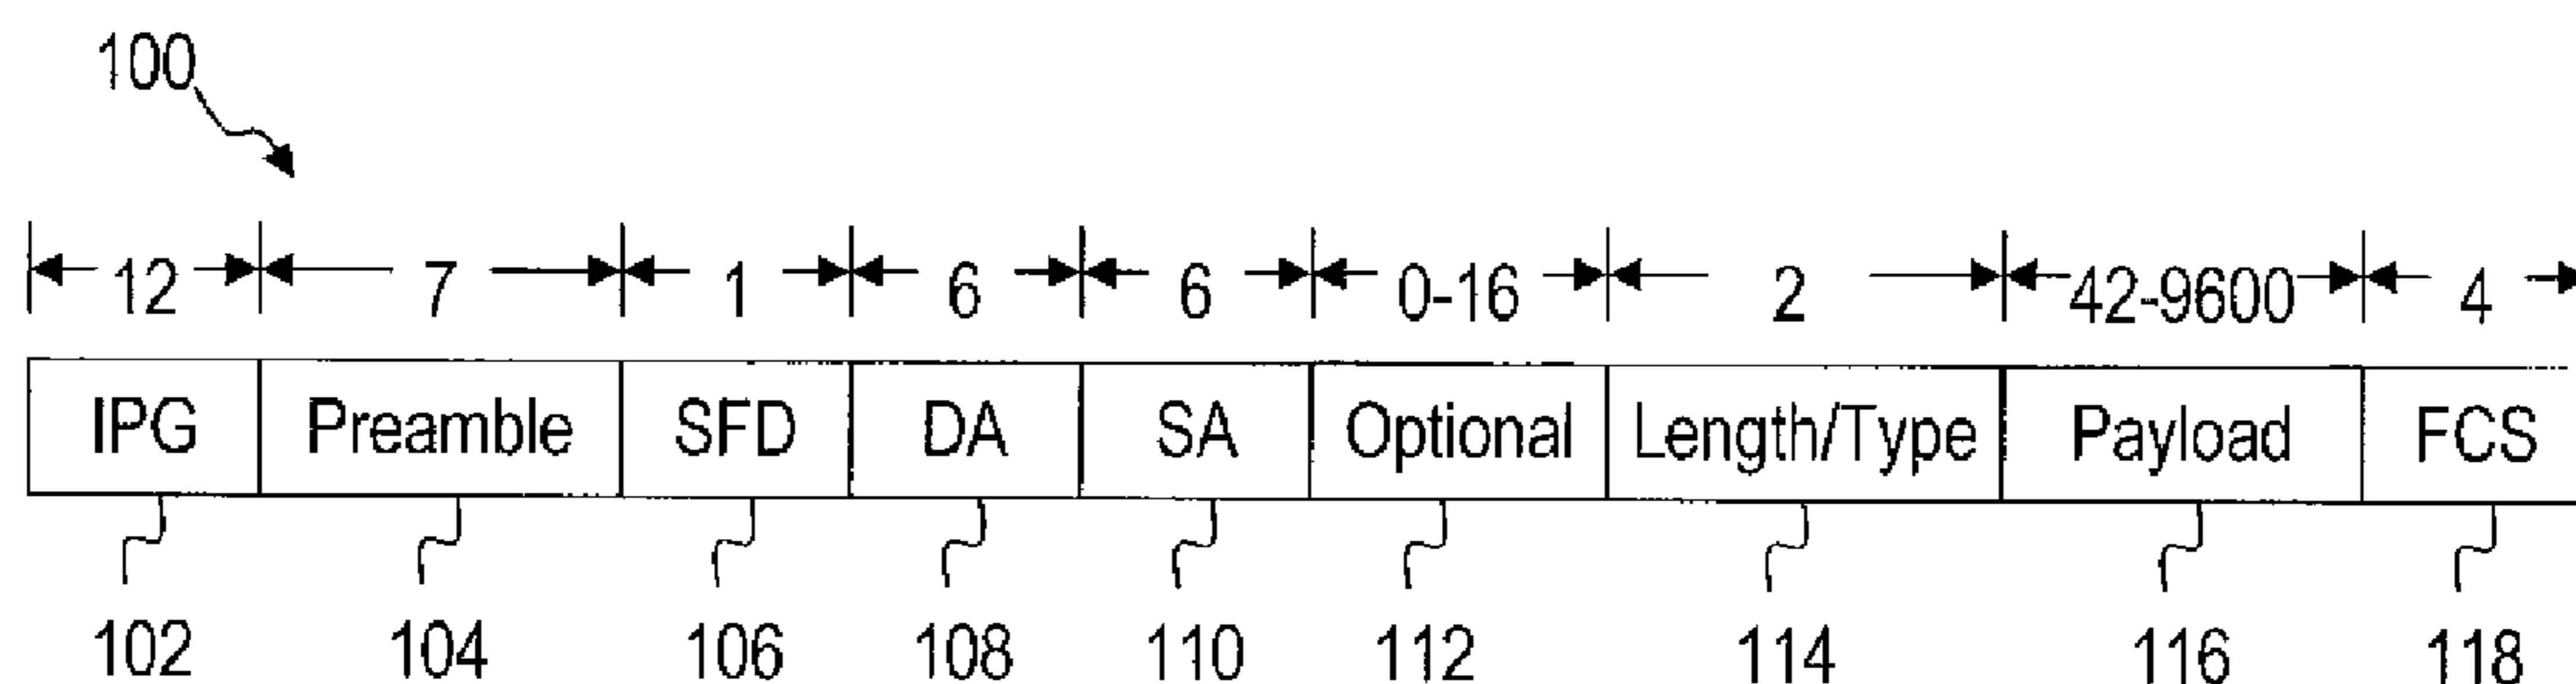 100
12 7 1 6 6 0-16 2 42-9600 4
IPG Preamble SFD DA SA Optional Length/Type Payload FCS
102 104 106 108 110 112 114 116 118